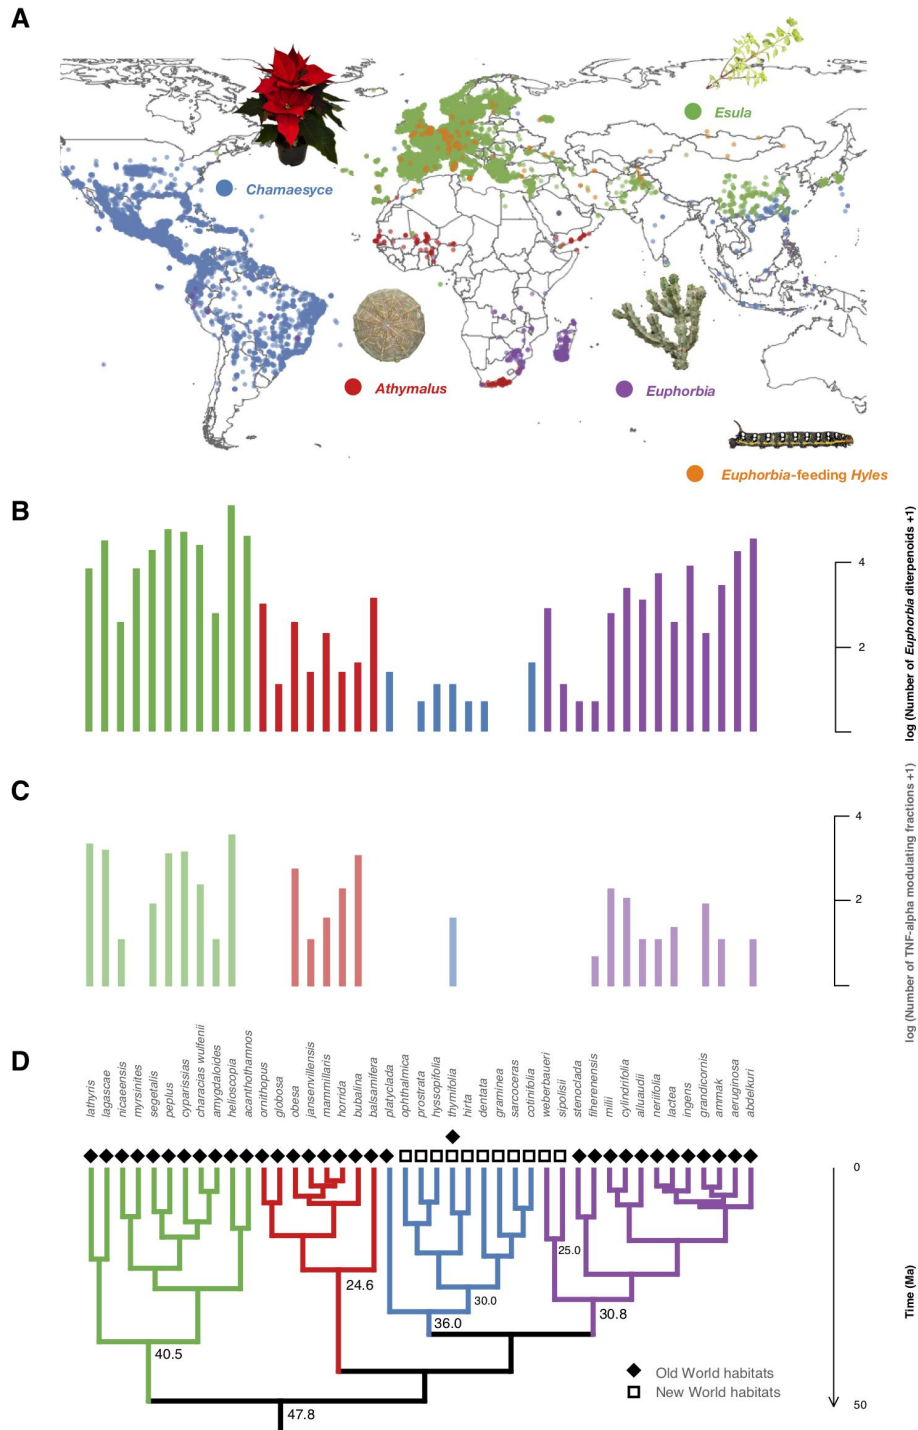 A
Esula
Chamaesyce
Athymalus
Euphorbia
Euphorbia-feeding Hyles
B
4
2
log (Number of Euphorbia diterpenoids +1)
C
4
2
log (Number of TNF-alpha modulating fractions +1)
D
lathyris
lagascae
nicaeensis
myrsinites
segetalis
peplus
cyparissias
characias wulfenii
amygdaloides
helioscopia
acanthothamnos
ornithopus
globosa
obesa
jansenvillensis
mammillaris
horrida
bubalina
balsamifera
platyclada
ophthalmica
prostrata
hyssopifolia
thymifolia
hirta
dentata
graminea
sarcoceras
cotinifolia
weberbaueri
sipolisii
stenoclada
tiherenensis
milii
cylindrifolia
alluaudii
neriifolia
lactea
ingens
grandicornis
ammak
aeruginosa
abdelkuri
0
25.0
24.6
30.0
36.0
30.8
40.5
47.8
Time (Ma)
Old World habitats
New World habitats
50